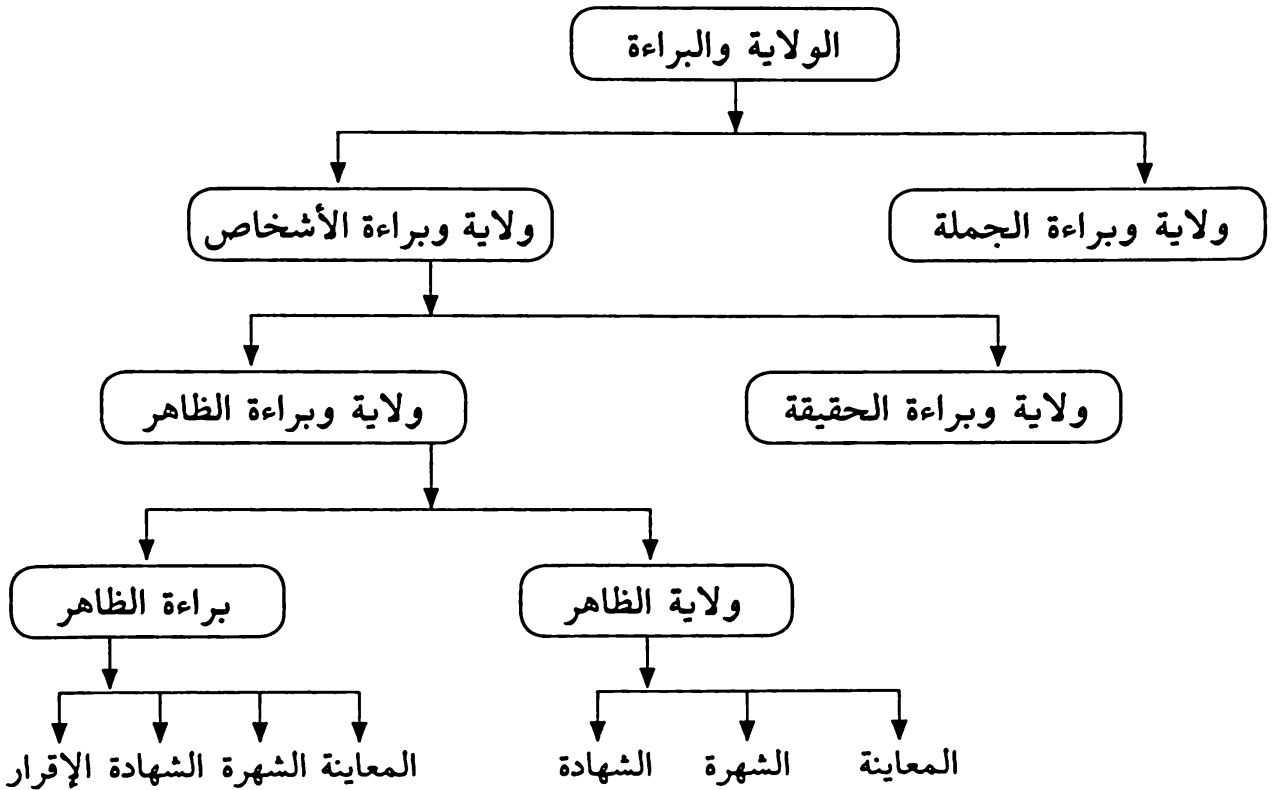 الولاية والبراءة
ولاية وبراءة الجملة
ولاية وبراءة الأشخاص
ولاية وبراءة الحقيقة
ولاية وبراءة الظاهر
ولاية الظاهر
براءة الظاهر
المعاينة
الشهرة
الشهادة
المعاينة
الشهرة
الشهادة
الإقرار